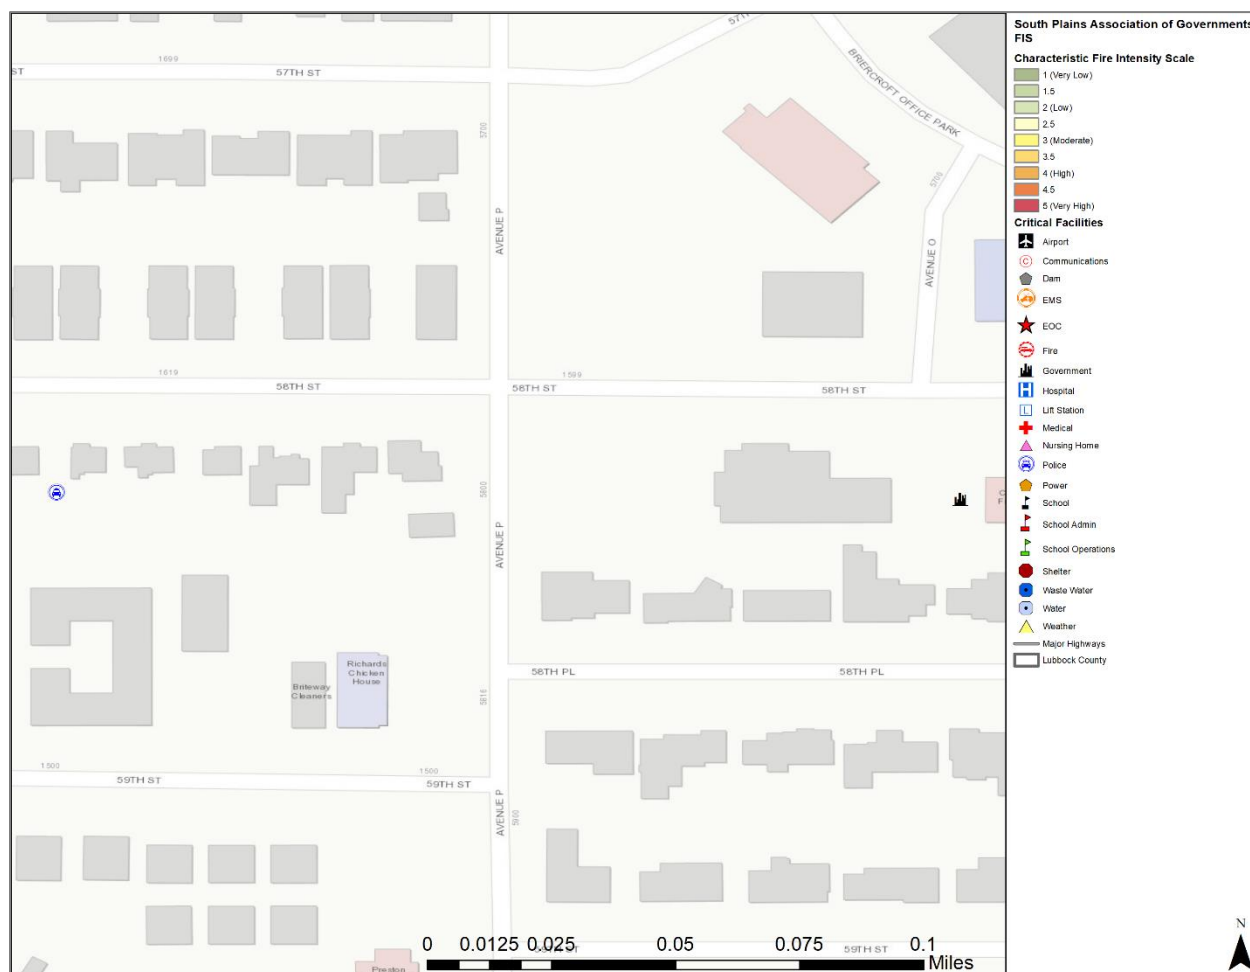 57TH
South Plains Association of Governments
FIS
Characteristic Fire Intensity Scale
1 (Very Low)
1.5
2 (Low)
2.5
3 (Moderate)
3.5
4 (High)
4.5
5 (Very High)
Critical Facilities
Airport
Communications
Dam
EMS
EOC
Fire
Government
Hospital
Lift Station
Medical
Nursing Home
Police
Power
School
School Admin
School Operations
Shelter
Waste Water
Water
Weather
Major Highways
Lubbock County
1699
ST
57TH ST
BRIERCROFT OFFICE PARK
5700
5700
AVENUE P
AVENUE O
1619
1599
58TH ST
58TH ST
58TH ST
5800
AVENUE P
Richards
Chicken
House
Briteway
Cleaners
58TH PL
58TH PL
5816
1500
1500
59TH ST
59TH ST
AVENUE P
5900
59TH ST
Preston
0 0.0125 0.025 0.05 0.075 0.1
Miles
N